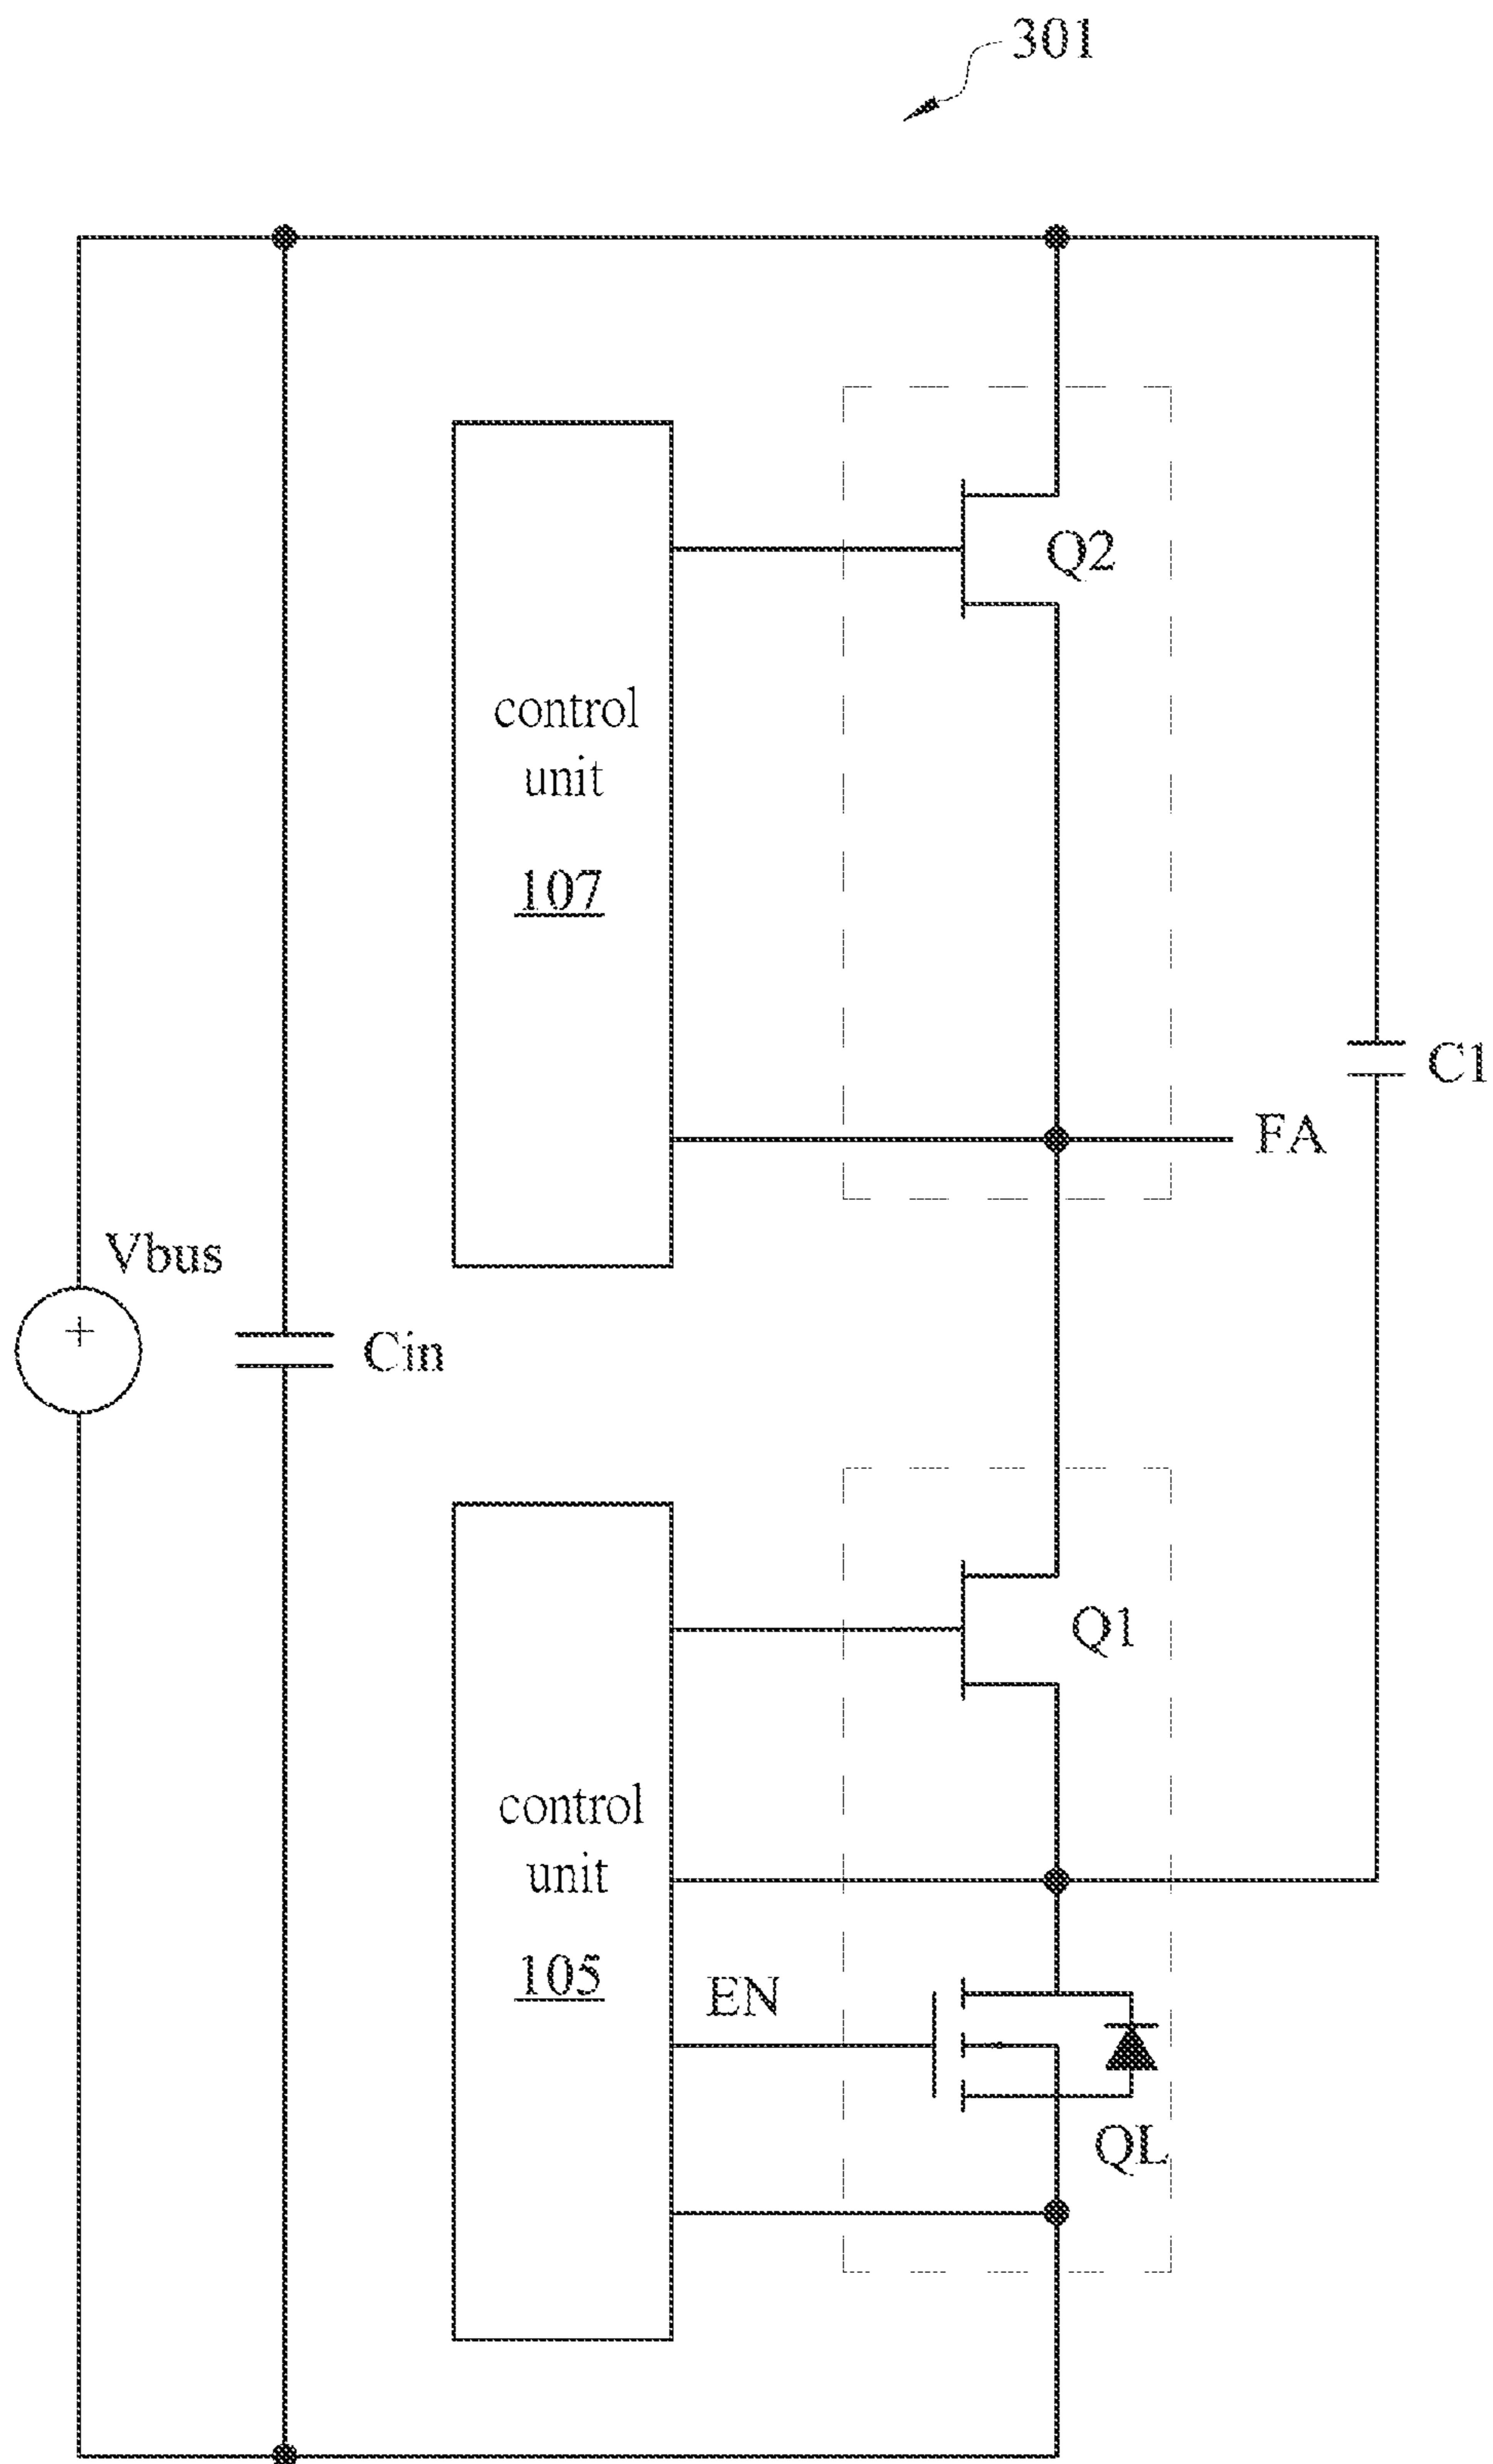 301
Q2
control
unit
107
C1
FA
Vbus
Cin
Q1
control
unit
105
EN
QL